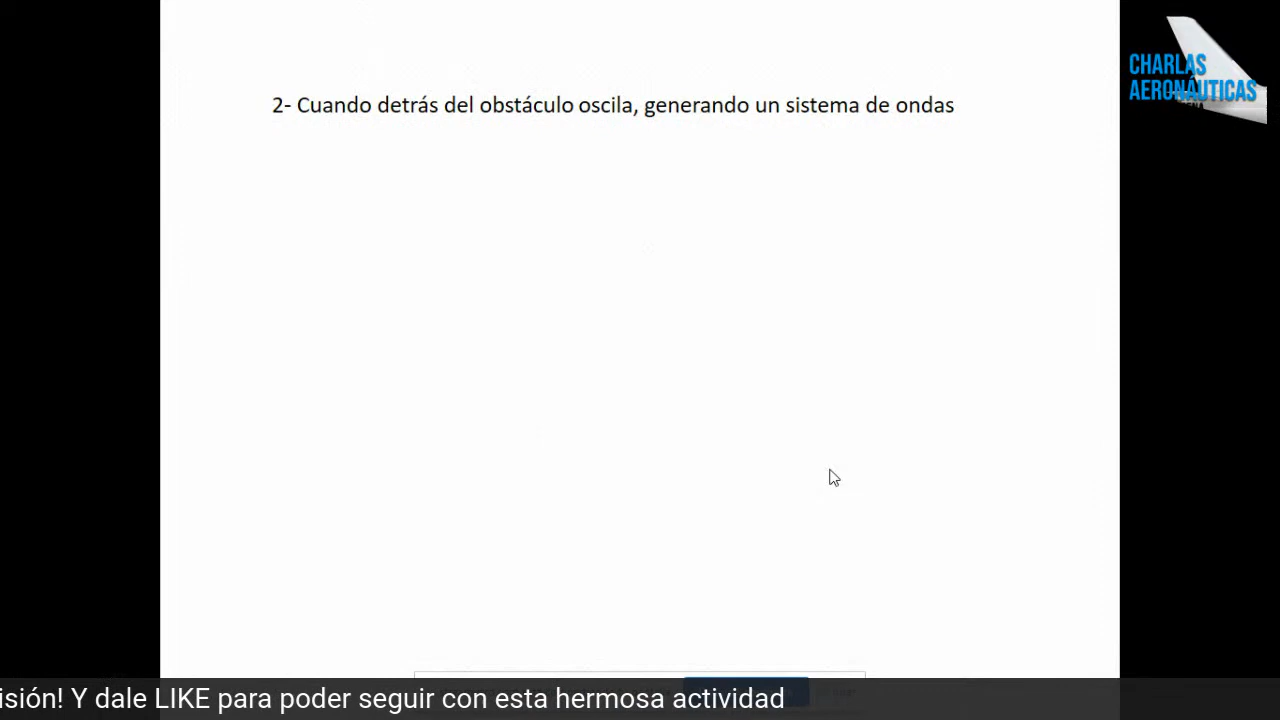 CHARLAS
AERONÁUTICAS
2- Cuando detrás del obstáculo oscila, generando un sistema de ondas
isión! Y dale LIKE para poder seguir con esta hermosa actividad